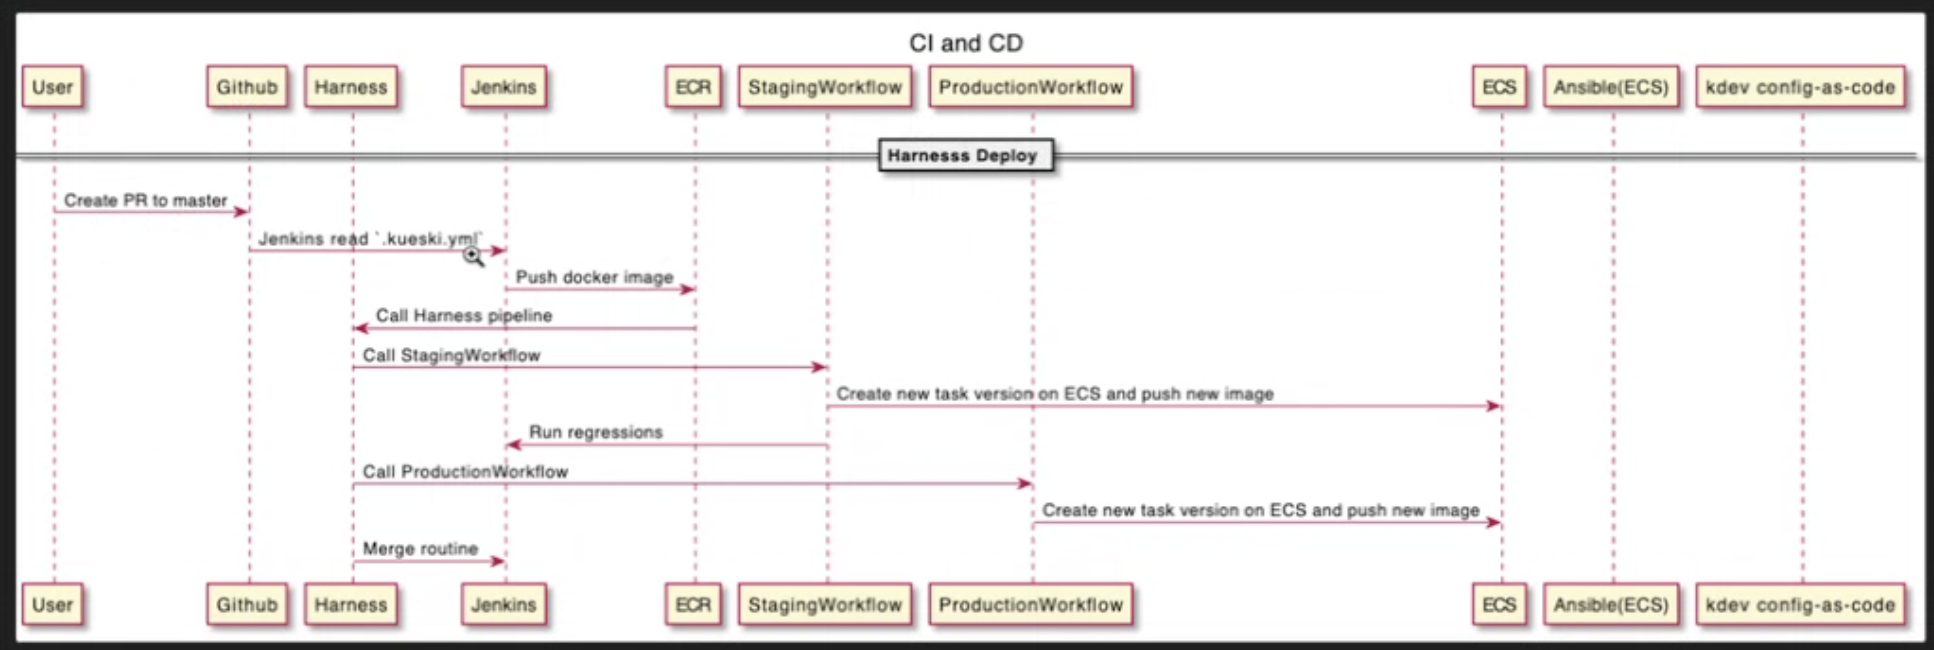 CI and CD
User
Github
Harness
Jenkins
ECR
StagingWorkflow
ProductionWorkflow
ECS
Ansible(ECS)
kdev config-as-code
Harnesss Deploy
Create PR to master
Jenkins read `.kueski.yml`
Push docker image
Call Harness pipeline
Call StagingWorkflow
Create new task version on ECS and push new image
Run regressions
Call ProductionWorkflow
Create new task version on ECS and push new image
Merge routine
User
Github
Harness
Jenkins
ECR
StagingWorkflow
ProductionWorkflow
ECS
Ansible(ECS)
kdev config-as-code